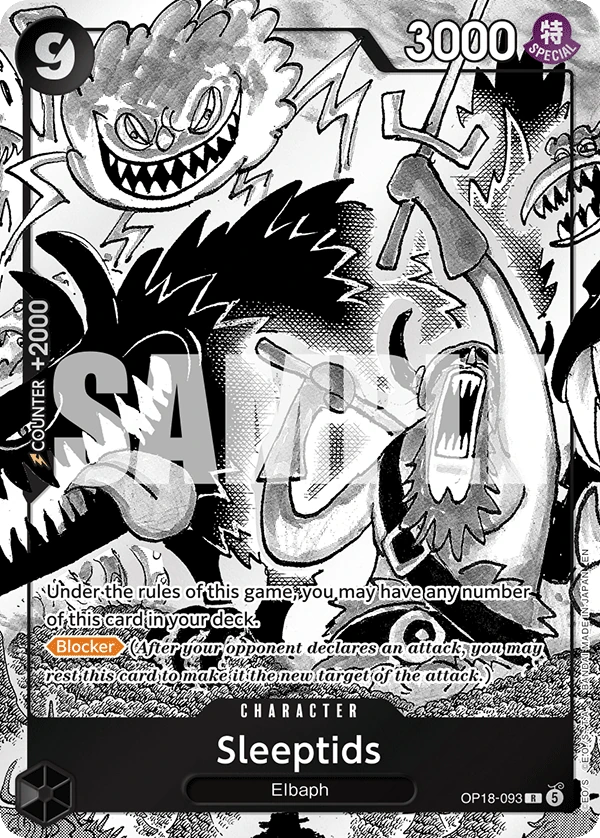 9
3000
特
SPECIAL
COUNTER +2000
SAMPLE
Under the rules of this game, you may have any number
of this card in your deck.
Blocker (After your opponent declares an attack, you may
rest this card to make it the new target of the attack.)
CHARACTER
Sleeptids
Elbaph
OP18-093 R 5